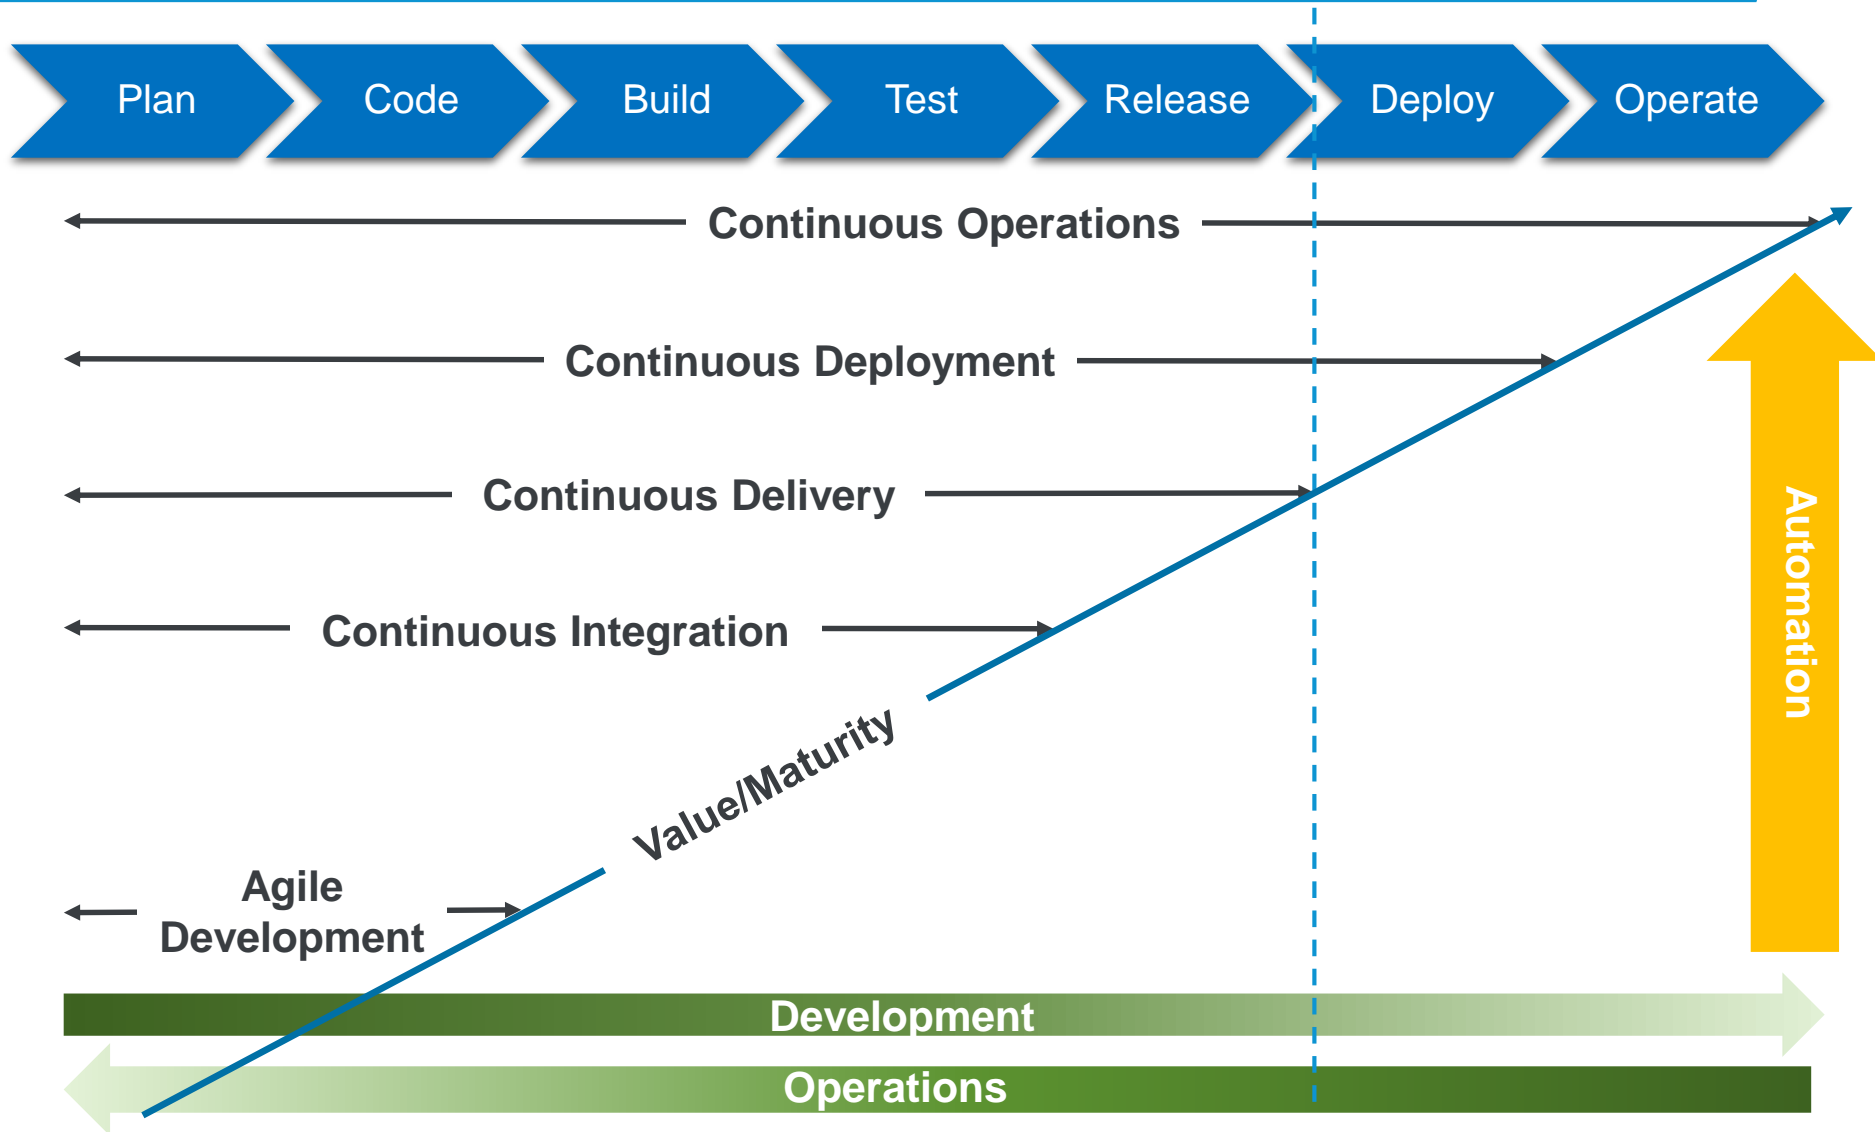 Plan
Code
Build
Test
Release
Deploy
Operate
Continuous Operations
Continuous Deployment
Continuous Delivery
Continuous Integration
Value/Maturity
Agile
Development
Automation
Development
Operations